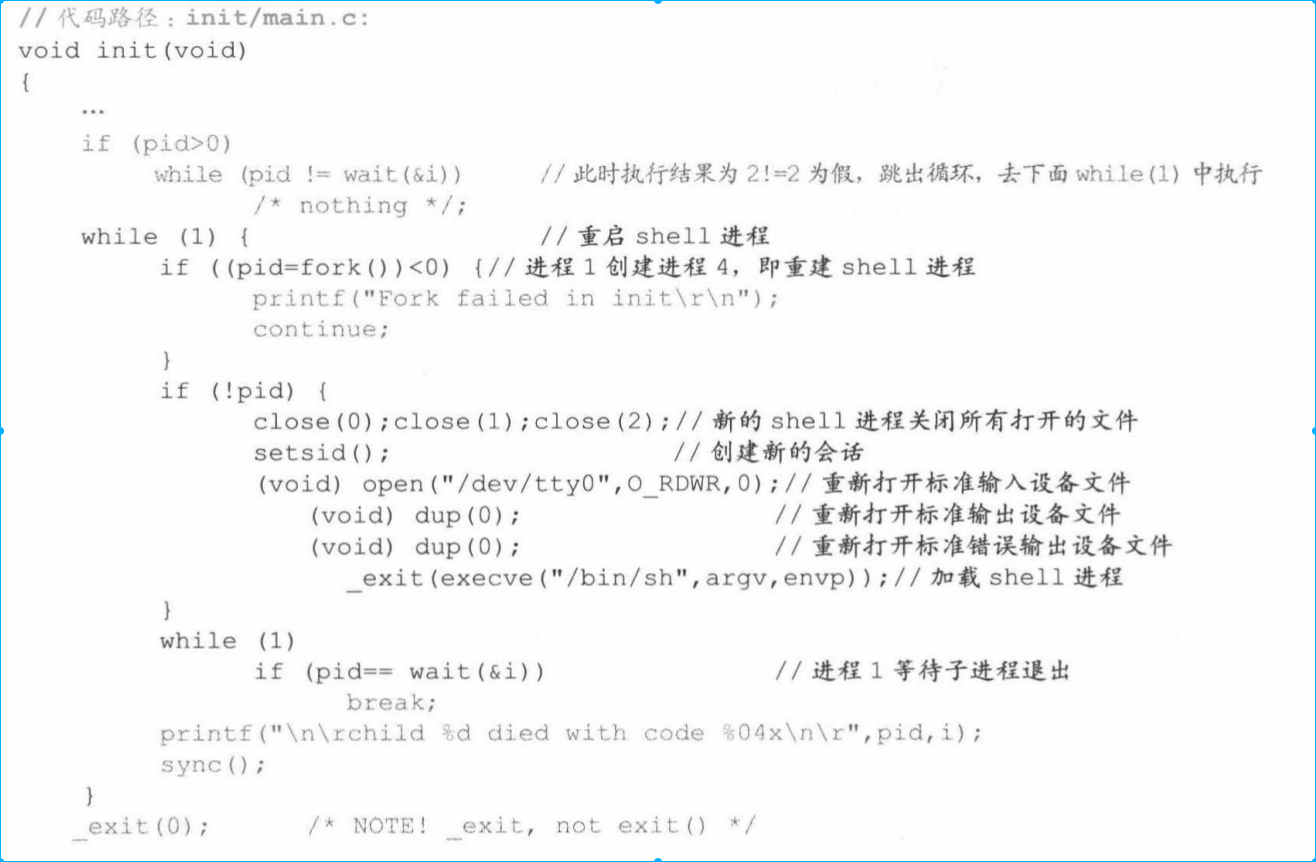 // 代码路径：init/main.c:
void init(void)
{
…
if (pid>0)
while (pid != wait(&i)) // 此时执行结果为 2!=2 为假，跳出循环，去下面 while(1) 中执行
/* nothing */;
while (1) { // 重启 shell 进程
if ((pid=fork())<0) {// 进程 1 创建进程 4，即重建 shell 进程
printf("Fork failed in init\r\n");
continue;
}
if (!pid) {
close(0);close(1);close(2);// 新的 shell 进程关闭所有打开的文件
setsid(); // 创建新的会话
(void) open("/dev/tty0",O_RDWR,0);// 重新打开标准输入设备文件
(void) dup(0); // 重新打开标准输出设备文件
(void) dup(0); // 重新打开标准错误输出设备文件
_exit(execve("/bin/sh",argv,envp));// 加载 shell 进程
}
while (1)
if (pid== wait(&i)) // 进程 1 等待子进程退出
break;
printf("\n\rchild %d died with code %04x\n\r",pid,i);
sync();
}
_exit(0); /* NOTE! _exit, not exit() */